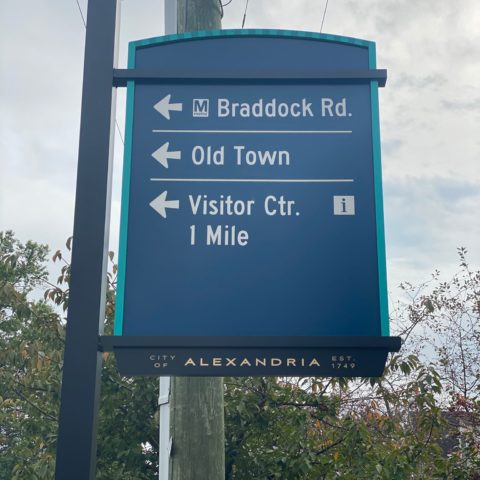 ← M Braddock Rd.
← Old Town
← Visitor Ctr. i
1 Mile
CITY OF ALEXANDRIA EST. 1749